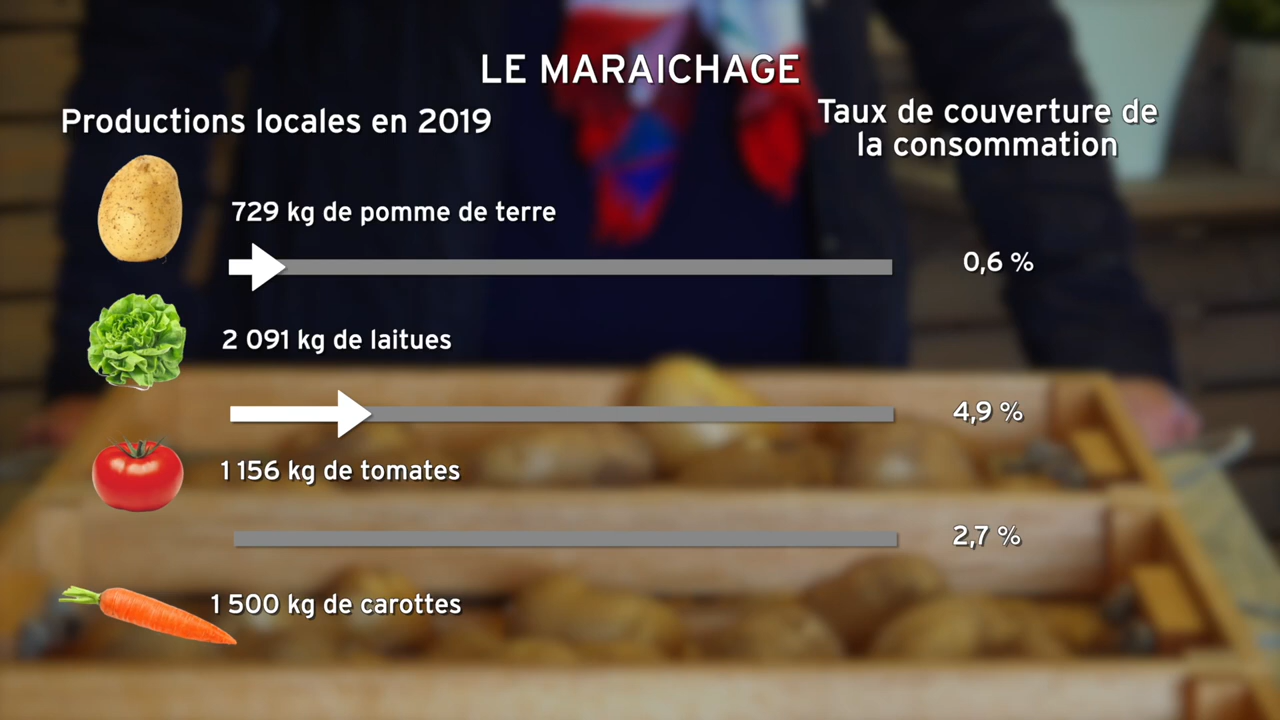 LE MARAICHAGE
Productions locales en 2019
Taux de couverture de
la consommation
729 kg de pomme de terre
0,6 %
2 091 kg de laitues
4,9 %
1 156 kg de tomates
2,7 %
1 500 kg de carottes